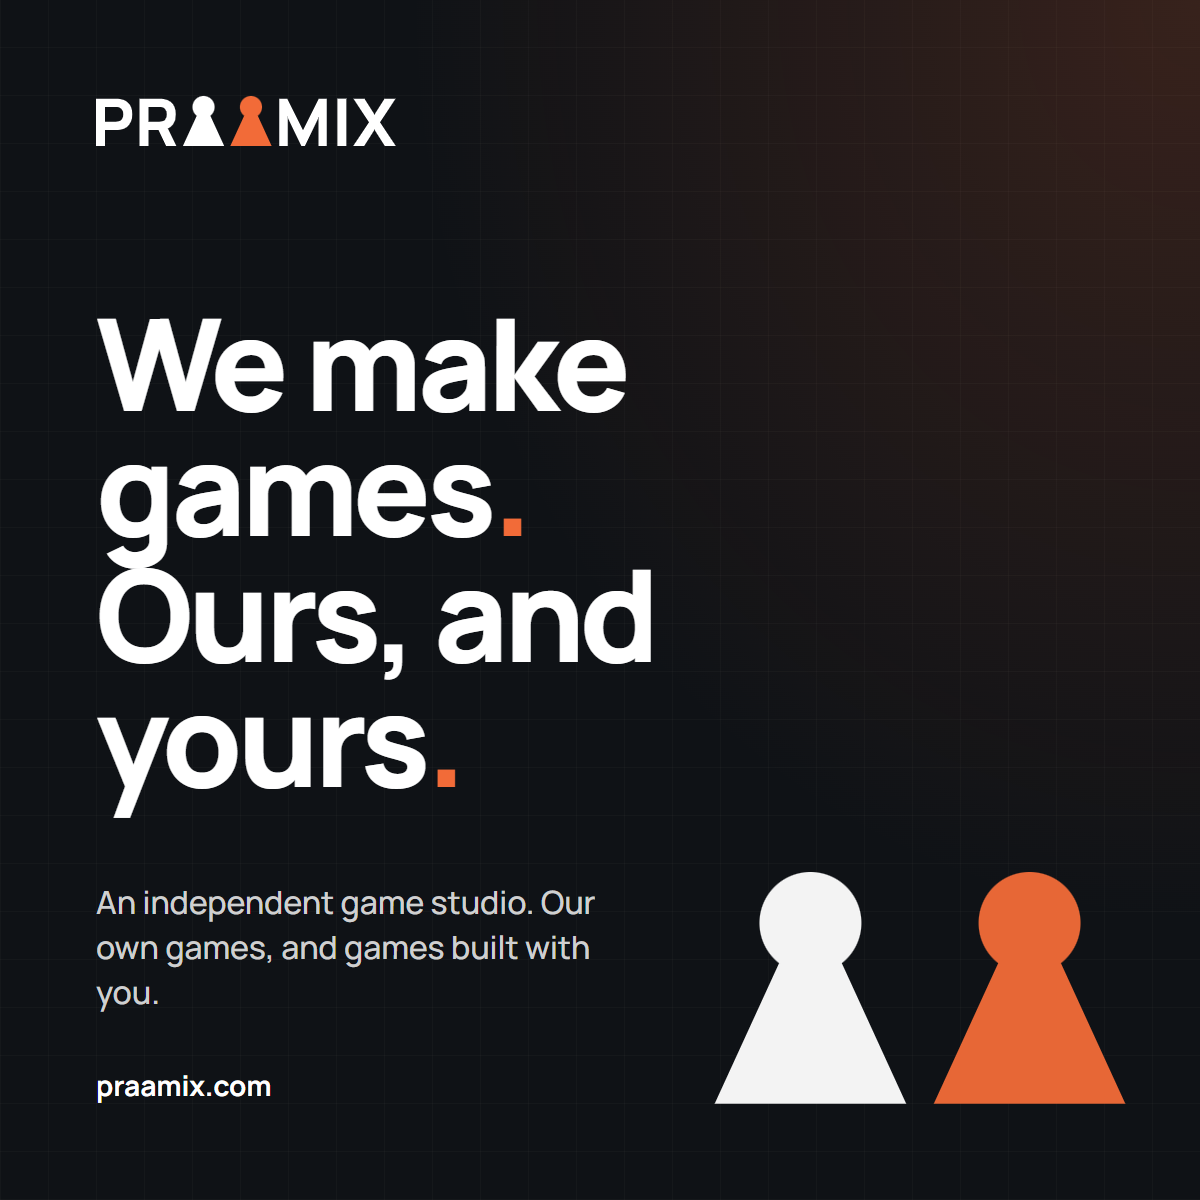 PRAAMIX
We make
games.
Ours, and
yours.
An independent game studio. Our
own games, and games built with
you.
praamix.com